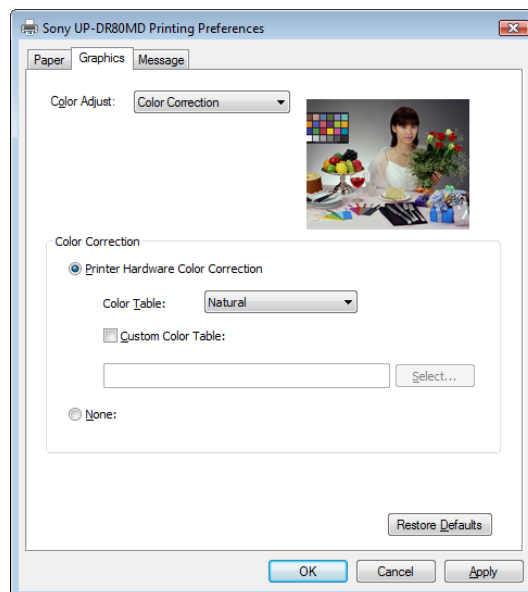 Sony UP-DR80MD Printing Preferences
Paper Graphics Message
Color Adjust: Color Correction
Color Correction
Printer Hardware Color Correction
Color Table: Natural
Custom Color Table:
Select...
None:
Restore Defaults
OK Cancel Apply